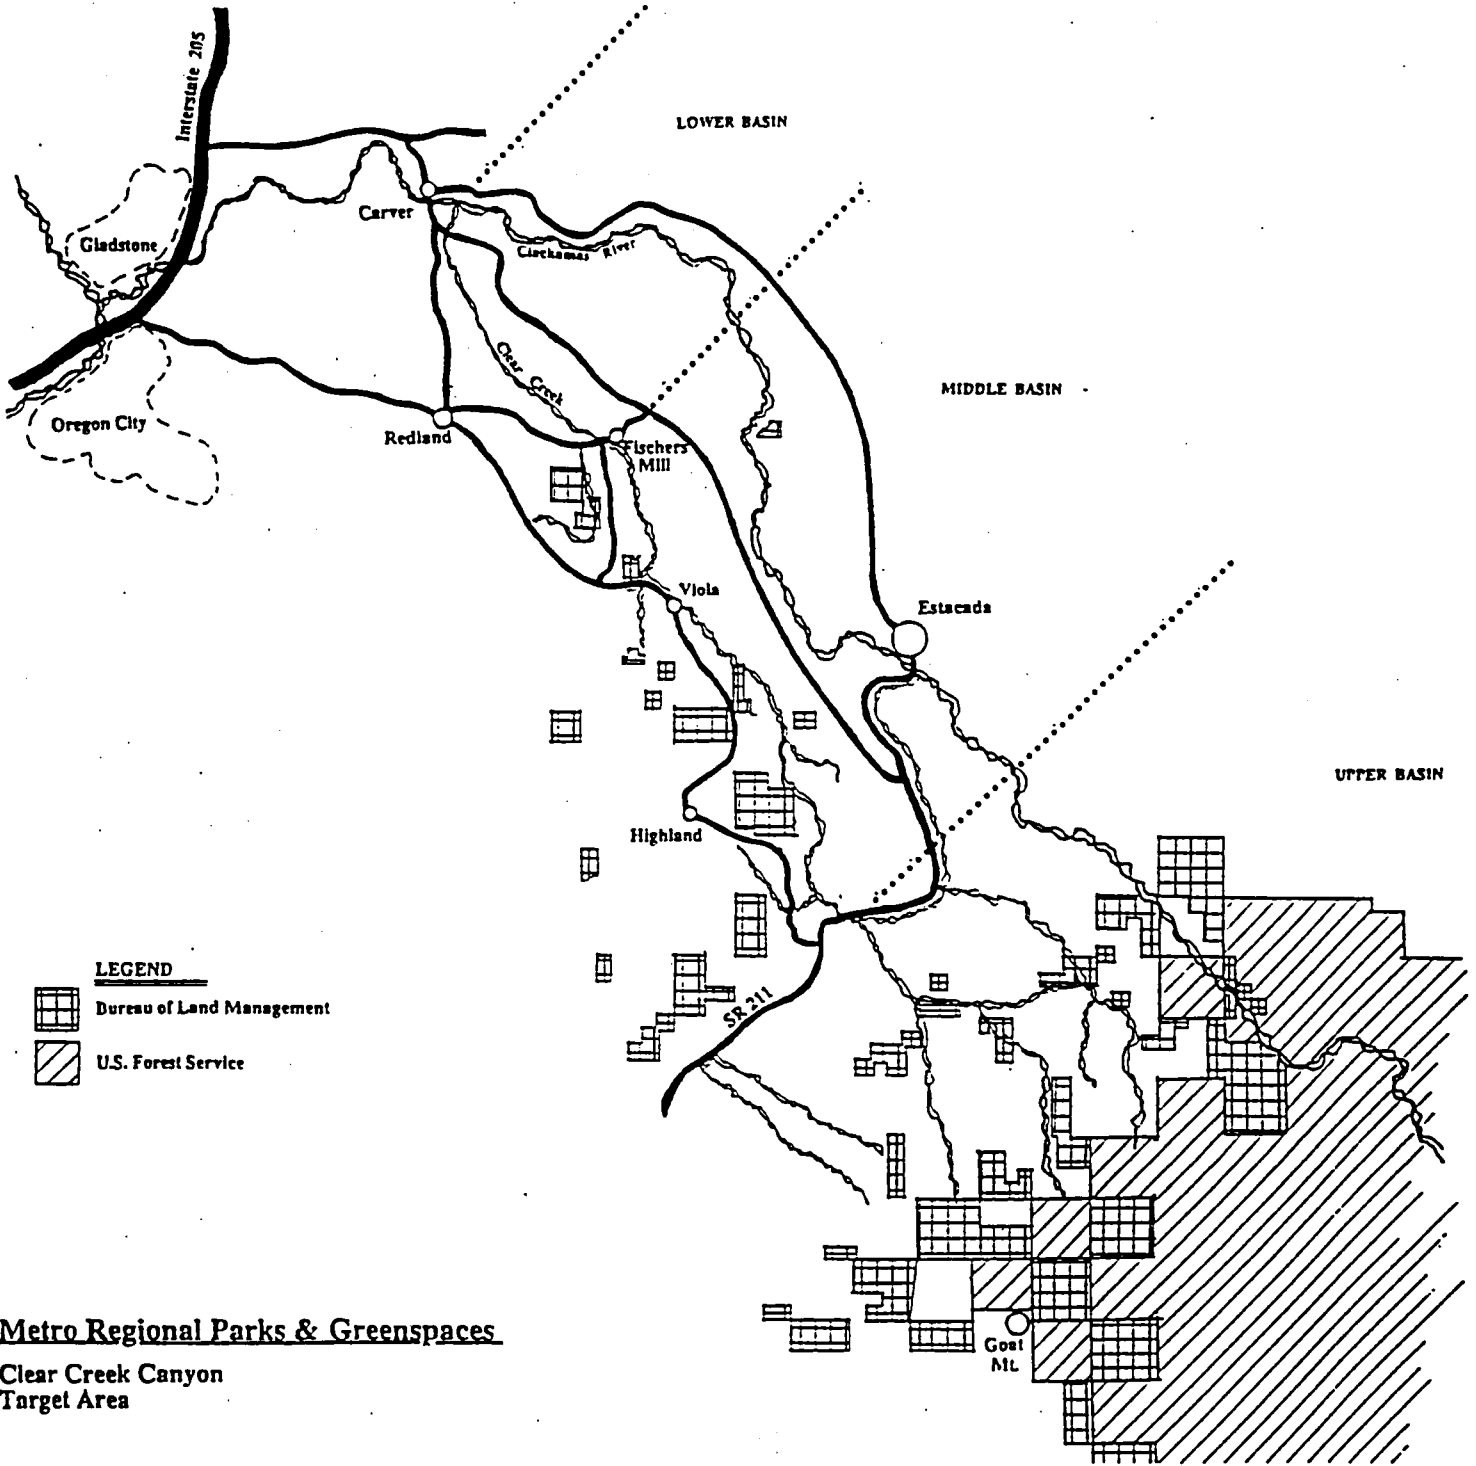 Interstate 205
LOWER BASIN
Carver
Gladstone
Clackamas River
Clear Creek
MIDDLE BASIN
Oregon City
Redland
Fischers
Mill
Viola
Estacada
UPPER BASIN
Highland
LEGEND
Bureau of Land Management
SR 211
U.S. Forest Service
Metro Regional Parks & Greenspaces
Goat
Mt.
Clear Creek Canyon
Target Area